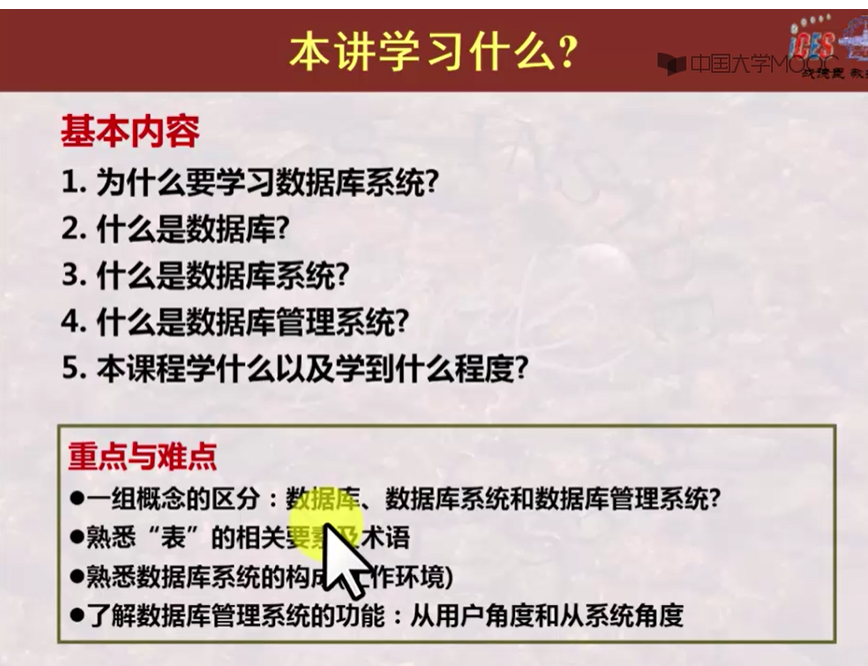 本讲学习什么?
iCES
中国大学MOOC
战德臣 教
基本内容
1. 为什么要学习数据库系统?
2. 什么是数据库?
3. 什么是数据库系统?
4. 什么是数据库管理系统?
5. 本课程学什么以及学到什么程度?
重点与难点
●一组概念的区分：数据库、数据库系统和数据库管理系统?
●熟悉“表”的相关要素及术语
●熟悉数据库系统的构成(工作环境)
●了解数据库管理系统的功能：从用户角度和从系统角度